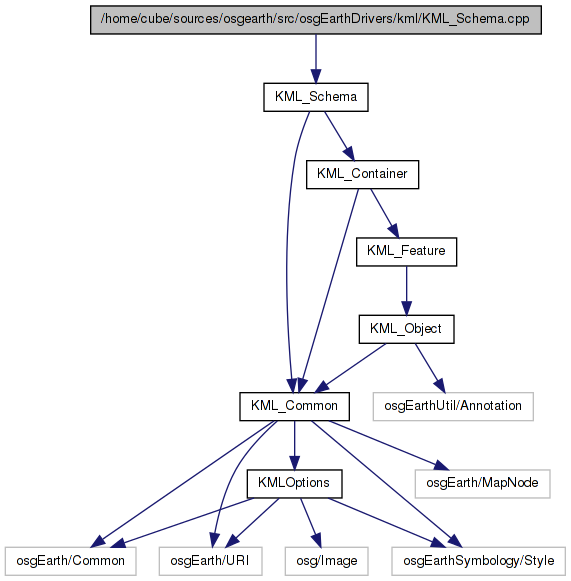 /home/cube/sources/osgearth/src/osgEarthDrivers/kml/KML_Schema.cpp
KML_Schema
KML_Container
KML_Feature
KML_Object
KML_Common
osgEarthUtil/Annotation
KMLOptions
osgEarth/MapNode
osgEarth/Common
osgEarth/URI
osg/Image
osgEarthSymbology/Style